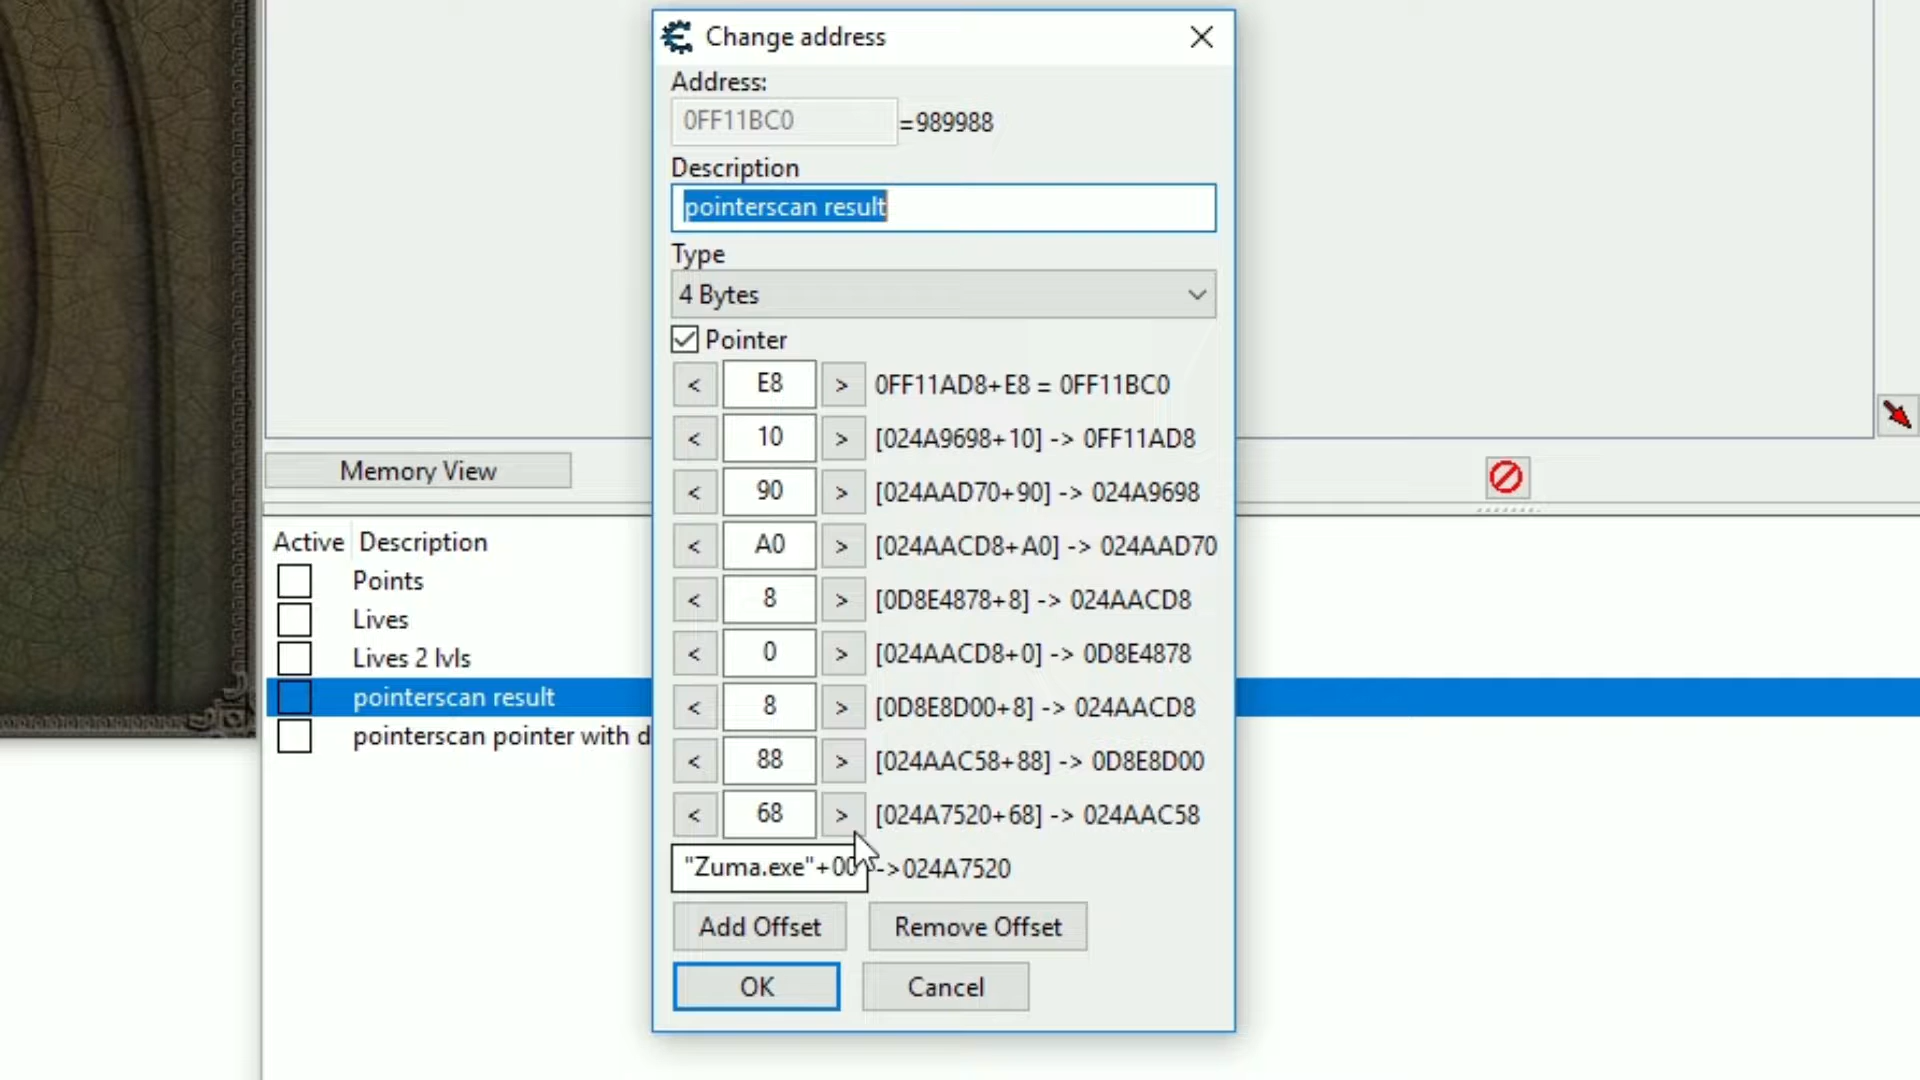 Change address
Address:
0FF11BC0 =989988
Description
pointerscan result
Type
4 Bytes
Pointer
< E8 > 0FF11AD8+E8 = 0FF11BC0
< 10 > [024A9698+10] -> 0FF11AD8
< 90 > [024AAD70+90] -> 024A9698
< A0 > [024AACD8+A0] -> 024AAD70
< 8 > [0D8E4878+8] -> 024AACD8
< 0 > [024AACD8+0] -> 0D8E4878
< 8 > [0D8E8D00+8] -> 024AACD8
< 88 > [024AAC58+88] -> 0D8E8D00
< 68 > [024A7520+68] -> 024AAC58
"Zuma.exe"+00 ->024A7520
Add Offset Remove Offset
OK Cancel
Memory View
Active Description
Points
Lives
Lives 2 lvls
pointerscan result
pointerscan pointer with d